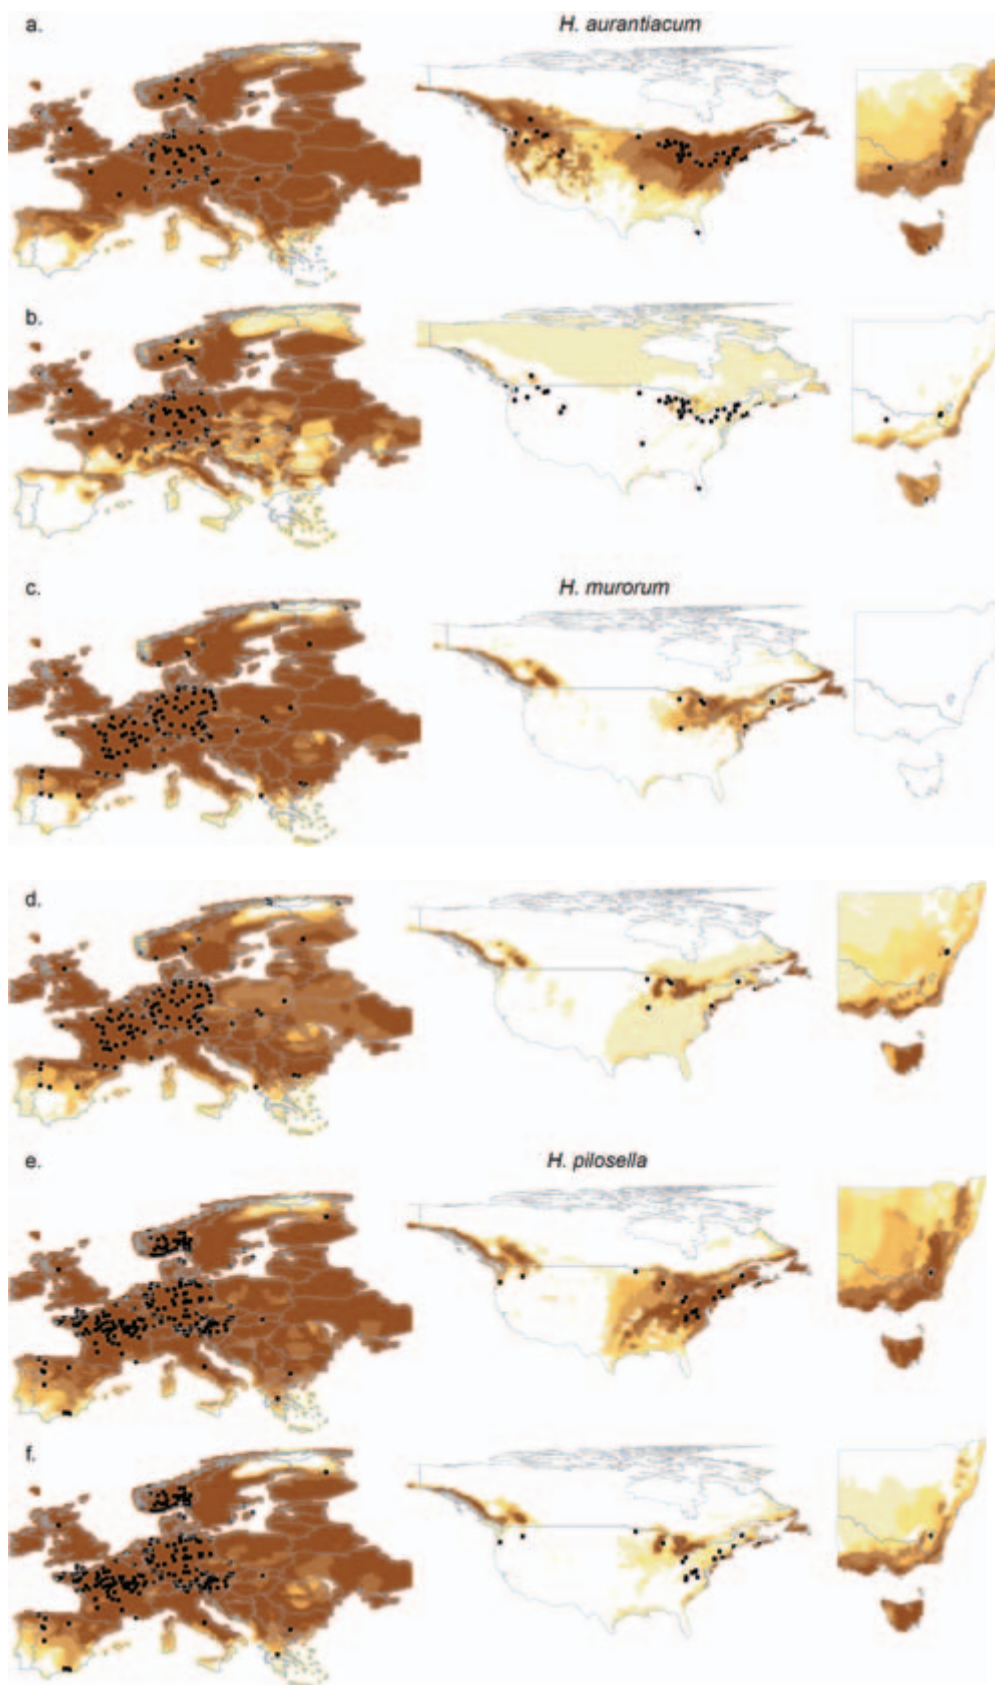 a.
H. aurantiacum
b.
c.
H. murorum
d.
e.
H. pilosella
f.